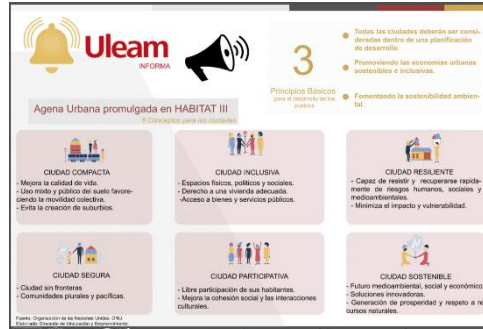 Uleam
INFORMA
3
Principios Básicos
para el desarrollo de los
pueblos
Todas las ciudades deberán ser consi-
deradas dentro de una planificación
de desarrollo
Promoviendo las economías urbanas
sostenibles e inclusivas.
Fomentando la sostenibilidad ambien-
tal.
Agena Urbana promulgada en HABITAT III
6 Conceptos para las ciudades
CIUDAD COMPACTA
- Mejora la calidad de vida.
- Uso mixto y público del suelo favore-
ciendo la movilidad colectiva.
- Evita la creación de suburbios.
CIUDAD INCLUSIVA
- Espacios físicos, políticos y sociales.
- Derecho a una vivienda adecuada.
-Acceso a bienes y servicios públicos.
CIUDAD RESILIENTE
- Capaz de resistir y recuperarse rapida-
mente de riesgos humanos, sociales y
medioambientales.
- Minimiza el impacto y vulnerabilidad.
CIUDAD SEGURA
- Ciudad sin fronteras
- Comunidades plurales y pacíficas.
CIUDAD PARTICIPATIVA
- Libre participación de sus habitantes.
- Mejora la cohesión social y las interacciones
culturales.
CIUDAD SOSTENIBLE
- Futuro medioambiental, social y económico
- Soluciones innovadoras.
- Generación de prosperidad y respeto a re
cursos naturales.
Fuente: Organización de las Naciones Unidas -ONU.
Elaborado: Dirección de Vinculación y Emprendimiento.